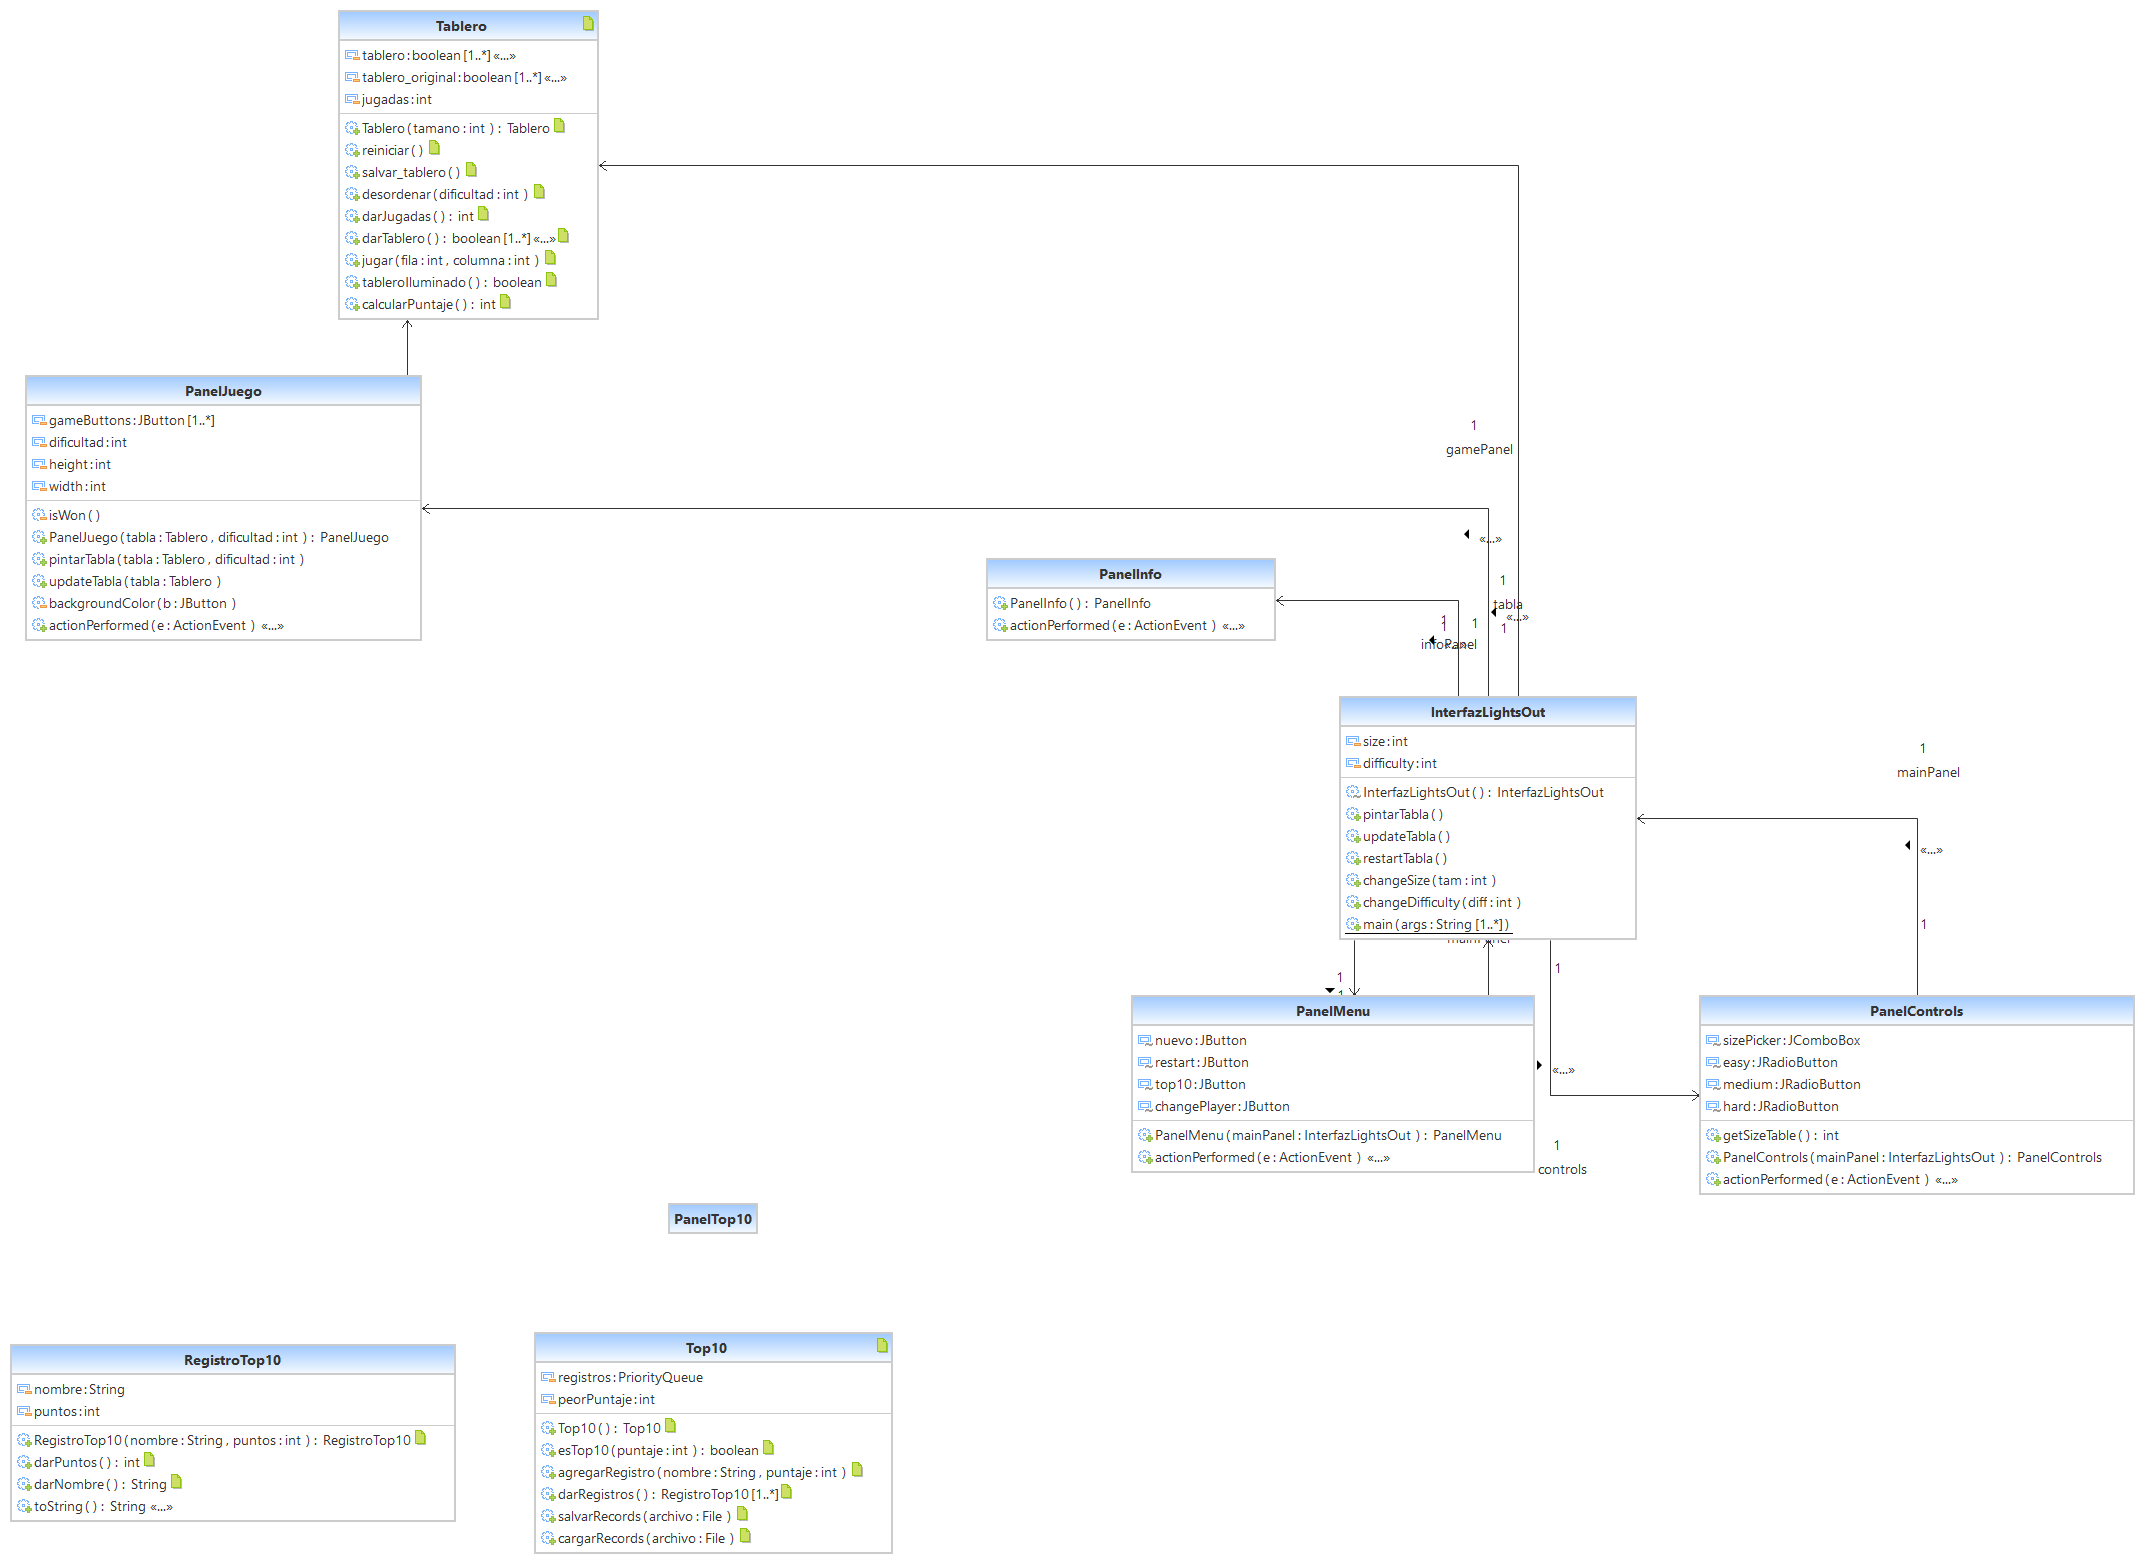 Tablero
tablero:boolean [1..*] «...»
tablero_original:boolean [1..*] «...»
jugadas:int
Tablero ( tamano : int ) : Tablero
reiniciar ( )
salvar_tablero ( )
desordenar ( dificultad : int )
darJugadas ( ) : int
darTablero ( ) : boolean [1..*] «...»
jugar ( fila : int , columna : int )
tableroIluminado ( ) : boolean
calcularPuntaje ( ) : int
PanelJuego
gameButtons:JButton [1..*]
dificultad:int
height:int
width:int
isWon ( )
PanelJuego ( tabla : Tablero , dificultad : int ) : PanelJuego
pintarTabla ( tabla : Tablero , dificultad : int )
updateTabla ( tabla : Tablero )
backgroundColor ( b : JButton )
actionPerformed ( e : ActionEvent ) «...»
1
gamePanel
«...»
PanelInfo
PanelInfo ( ) : PanelInfo
actionPerformed ( e : ActionEvent ) «...»
1
tabla
«...»
1
1
1
1
infoPanel
InterfazLightsOut
size:int
difficulty:int
InterfazLightsOut ( ) : InterfazLightsOut
pintarTabla ( )
updateTabla ( )
restartTabla ( )
changeSize ( tam : int )
changeDifficulty ( diff : int )
main ( args : String [1..*] )
1
mainPanel
«...»
1
mainPanel
1
1
1
PanelMenu
nuevo:JButton
restart:JButton
top10:JButton
changePlayer:JButton
PanelMenu ( mainPanel : InterfazLightsOut ) : PanelMenu
actionPerformed ( e : ActionEvent ) «...»
«...»
1
controls
PanelControls
sizePicker:JComboBox
easy:JRadioButton
medium:JRadioButton
hard:JRadioButton
getSizeTable ( ) : int
PanelControls ( mainPanel : InterfazLightsOut ) : PanelControls
actionPerformed ( e : ActionEvent ) «...»
PanelTop10
RegistroTop10
nombre:String
puntos:int
RegistroTop10 ( nombre : String , puntos : int ) : RegistroTop10
darPuntos ( ) : int
darNombre ( ) : String
toString ( ) : String «...»
Top10
registros:PriorityQueue
peorPuntaje:int
Top10 ( ) : Top10
esTop10 ( puntaje : int ) : boolean
agregarRegistro ( nombre : String , puntaje : int )
darRegistros ( ) : RegistroTop10 [1..*]
salvarRecords ( archivo : File )
cargarRecords ( archivo : File )